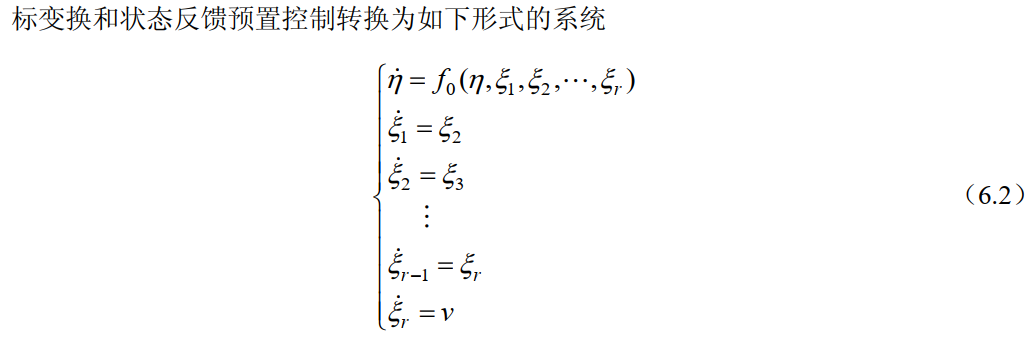 标变换和状态反馈预置控制转换为如下形式的系统
η̇ = f₀(η,ξ₁,ξ₂,⋯,ξᵣ)
ξ̇₁ = ξ₂
ξ̇₂ = ξ₃ （6.2）
⋮
ξ̇ᵣ₋₁ = ξᵣ
ξ̇ᵣ = v